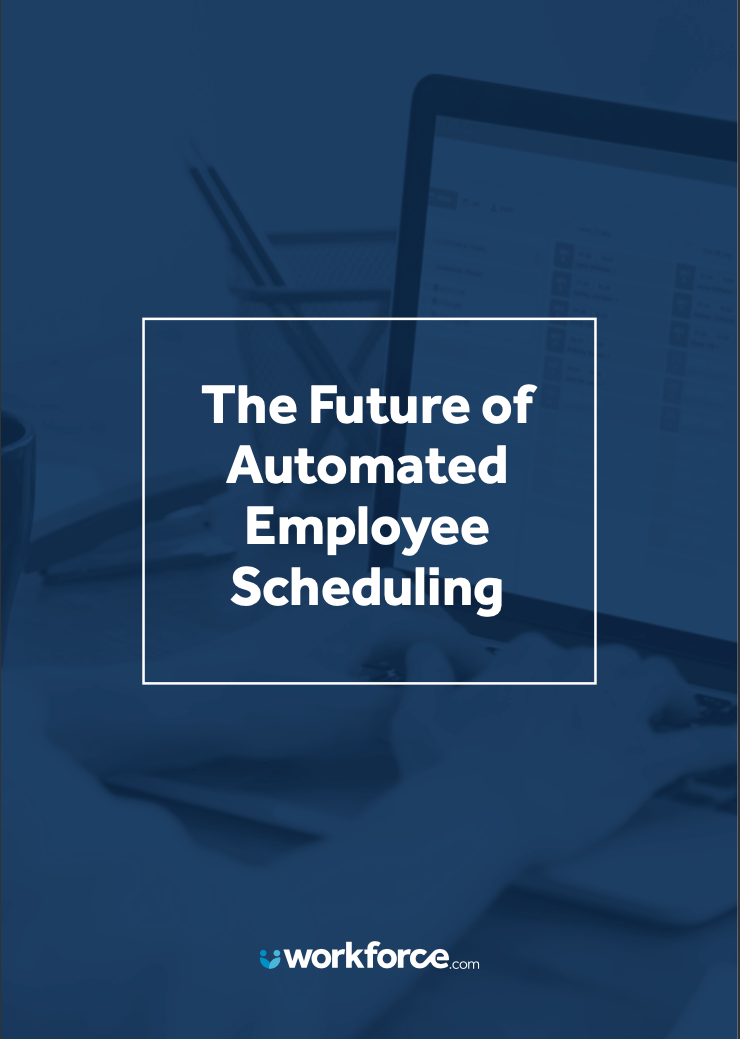 The Future of
Automated
Employee
Scheduling
workforce.com